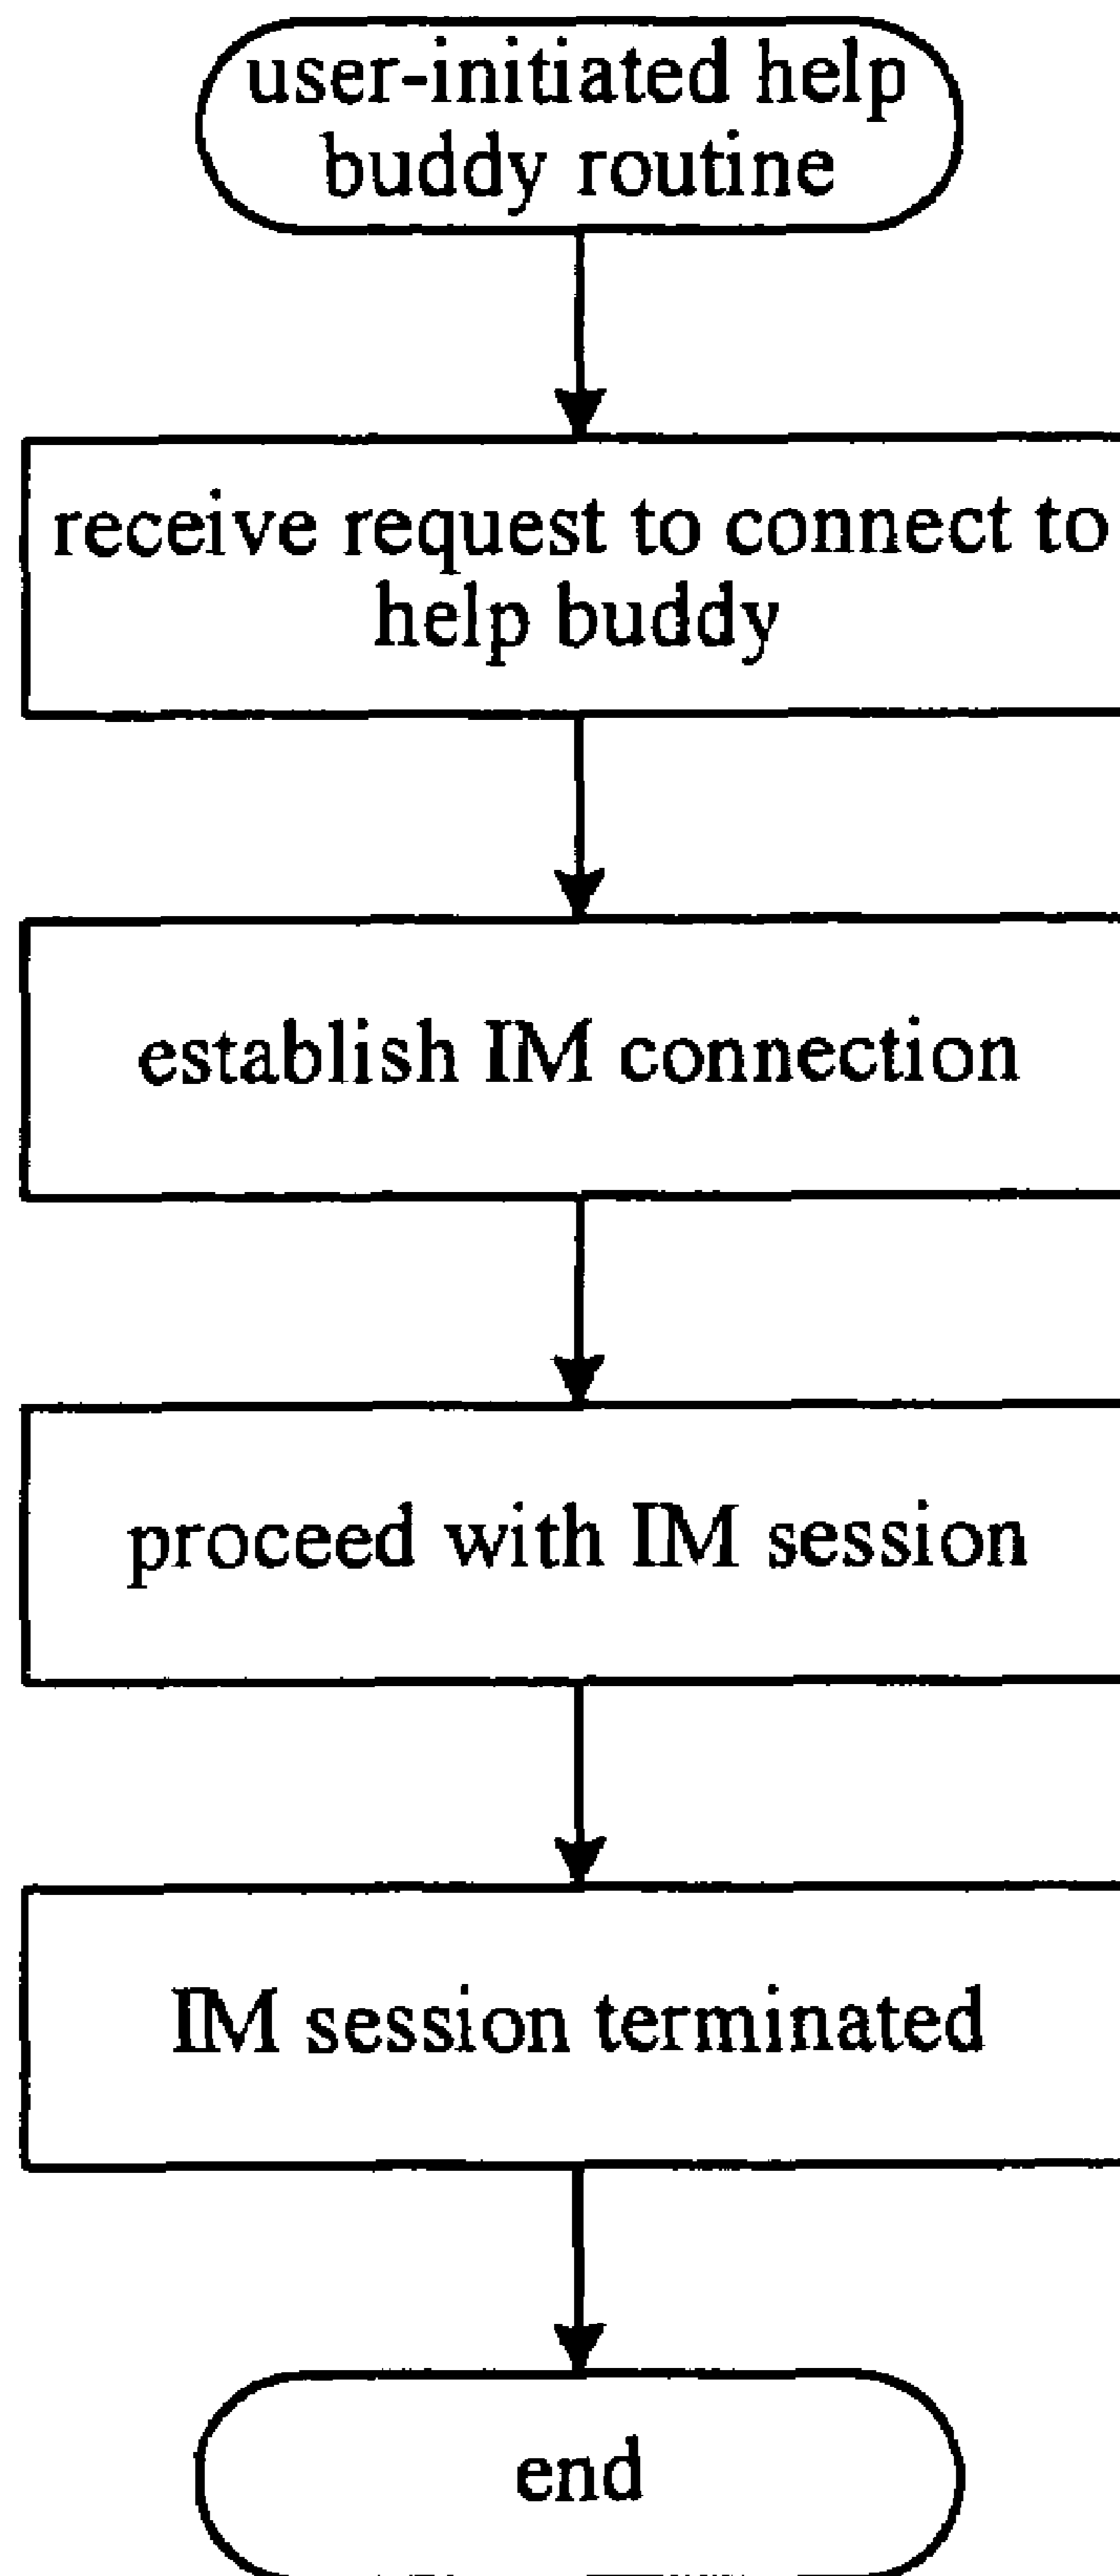 user-initiated help
buddy routine
receive request to connect to
help buddy
establish IM connection
proceed with IM session
IM session terminated
end